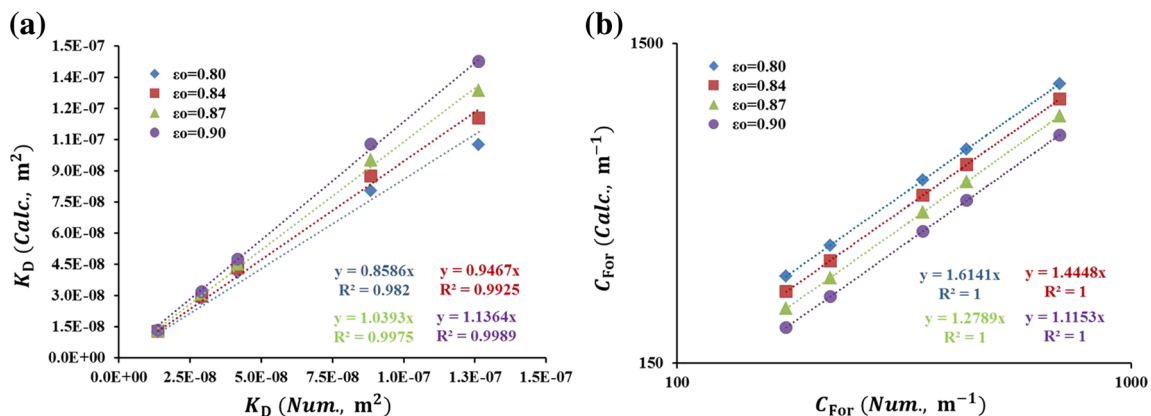 (a)
1.5E-07
1.4E-07
1.2E-07
1.1E-07
9.0E-08
7.5E-08
6.0E-08
4.5E-08
3.0E-08
1.5E-08
0.0E+00
K_D (Calc., m²)
εo=0.80
εo=0.84
εo=0.87
εo=0.90
y = 0.8586x y = 0.9467x
R² = 0.982 R² = 0.9925
y = 1.0393x y = 1.1364x
R² = 0.9975 R² = 0.9989
0.0E+00 2.5E-08 5.0E-08 7.5E-08 1.0E-07 1.3E-07 1.5E-07
K_D (Num., m²)
(b)
1500
150
C_For (Calc., m⁻¹)
εo=0.80
εo=0.84
εo=0.87
εo=0.90
y = 1.6141x y = 1.4448x
R² = 1 R² = 1
y = 1.2789x y = 1.1153x
R² = 1 R² = 1
100 1000
C_For (Num., m⁻¹)